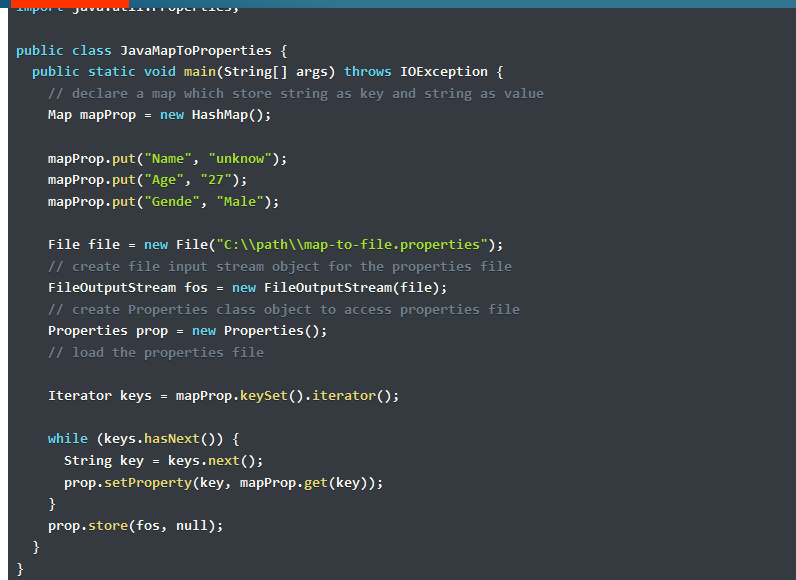 import java.util.Properties;
public class JavaMapToProperties {
public static void main(String[] args) throws IOException {
// declare a map which store string as key and string as value
Map mapProp = new HashMap();
mapProp.put("Name", "unknow");
mapProp.put("Age", "27");
mapProp.put("Gende", "Male");
File file = new File("C:\\path\\map-to-file.properties");
// create file input stream object for the properties file
FileOutputStream fos = new FileOutputStream(file);
// create Properties class object to access properties file
Properties prop = new Properties();
// load the properties file
Iterator keys = mapProp.keySet().iterator();
while (keys.hasNext()) {
String key = keys.next();
prop.setProperty(key, mapProp.get(key));
}
prop.store(fos, null);
}
}